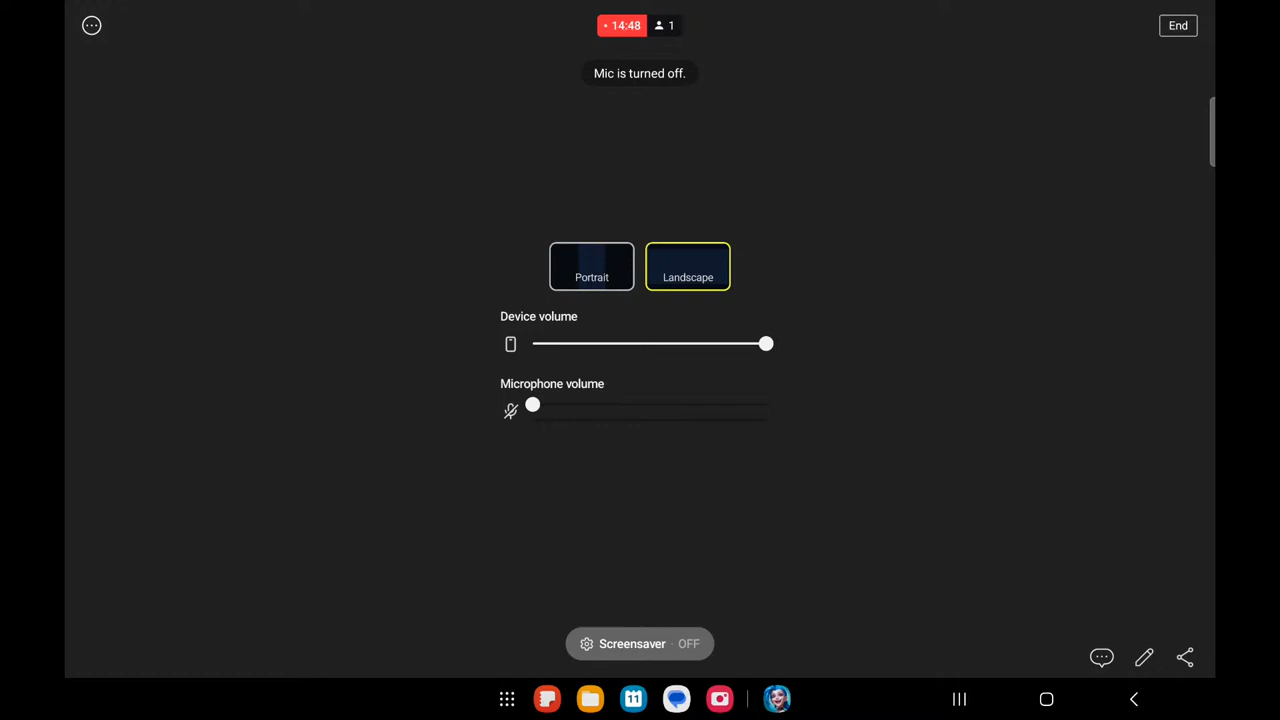 14:48 1
End
Mic is turned off.
Portrait
Landscape
Device volume
Microphone volume
Screensaver · OFF
11